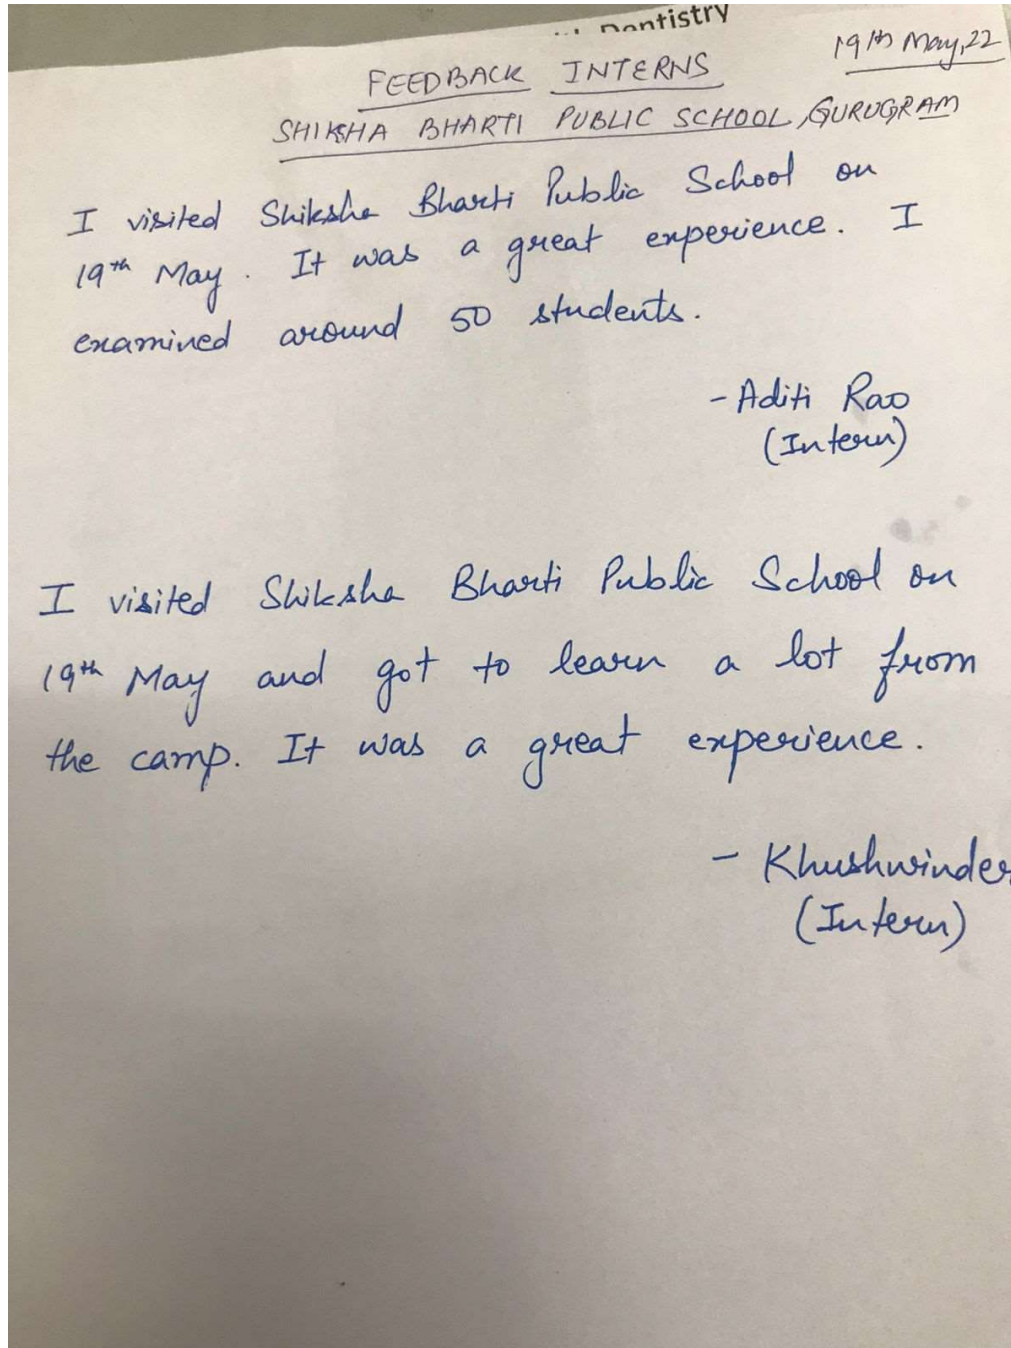 Dentistry
19th May,22
FEEDBACK INTERNS
SHIKSHA BHARTI PUBLIC SCHOOL, GURUGRAM
I visited Shiksha Bharti Public School on
19th May. It was a great experience. I
examined around 50 students.
- Aditi Rao
(Intern)
I visited Shiksha Bharti Public School on
19th May and got to learn a lot from
the camp. It was a great experience.
- Khushwinder
(Intern)